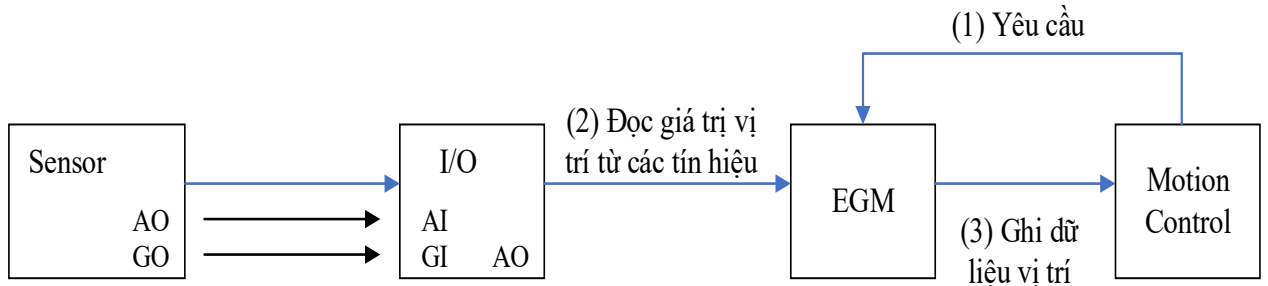 (1) Yêu cầu
(2) Đọc giá trị vị
trí từ các tín hiệu
Sensor
AO
GO
I/O
AI
GI AO
EGM
(3) Ghi dữ
liệu vị trí
Motion
Control